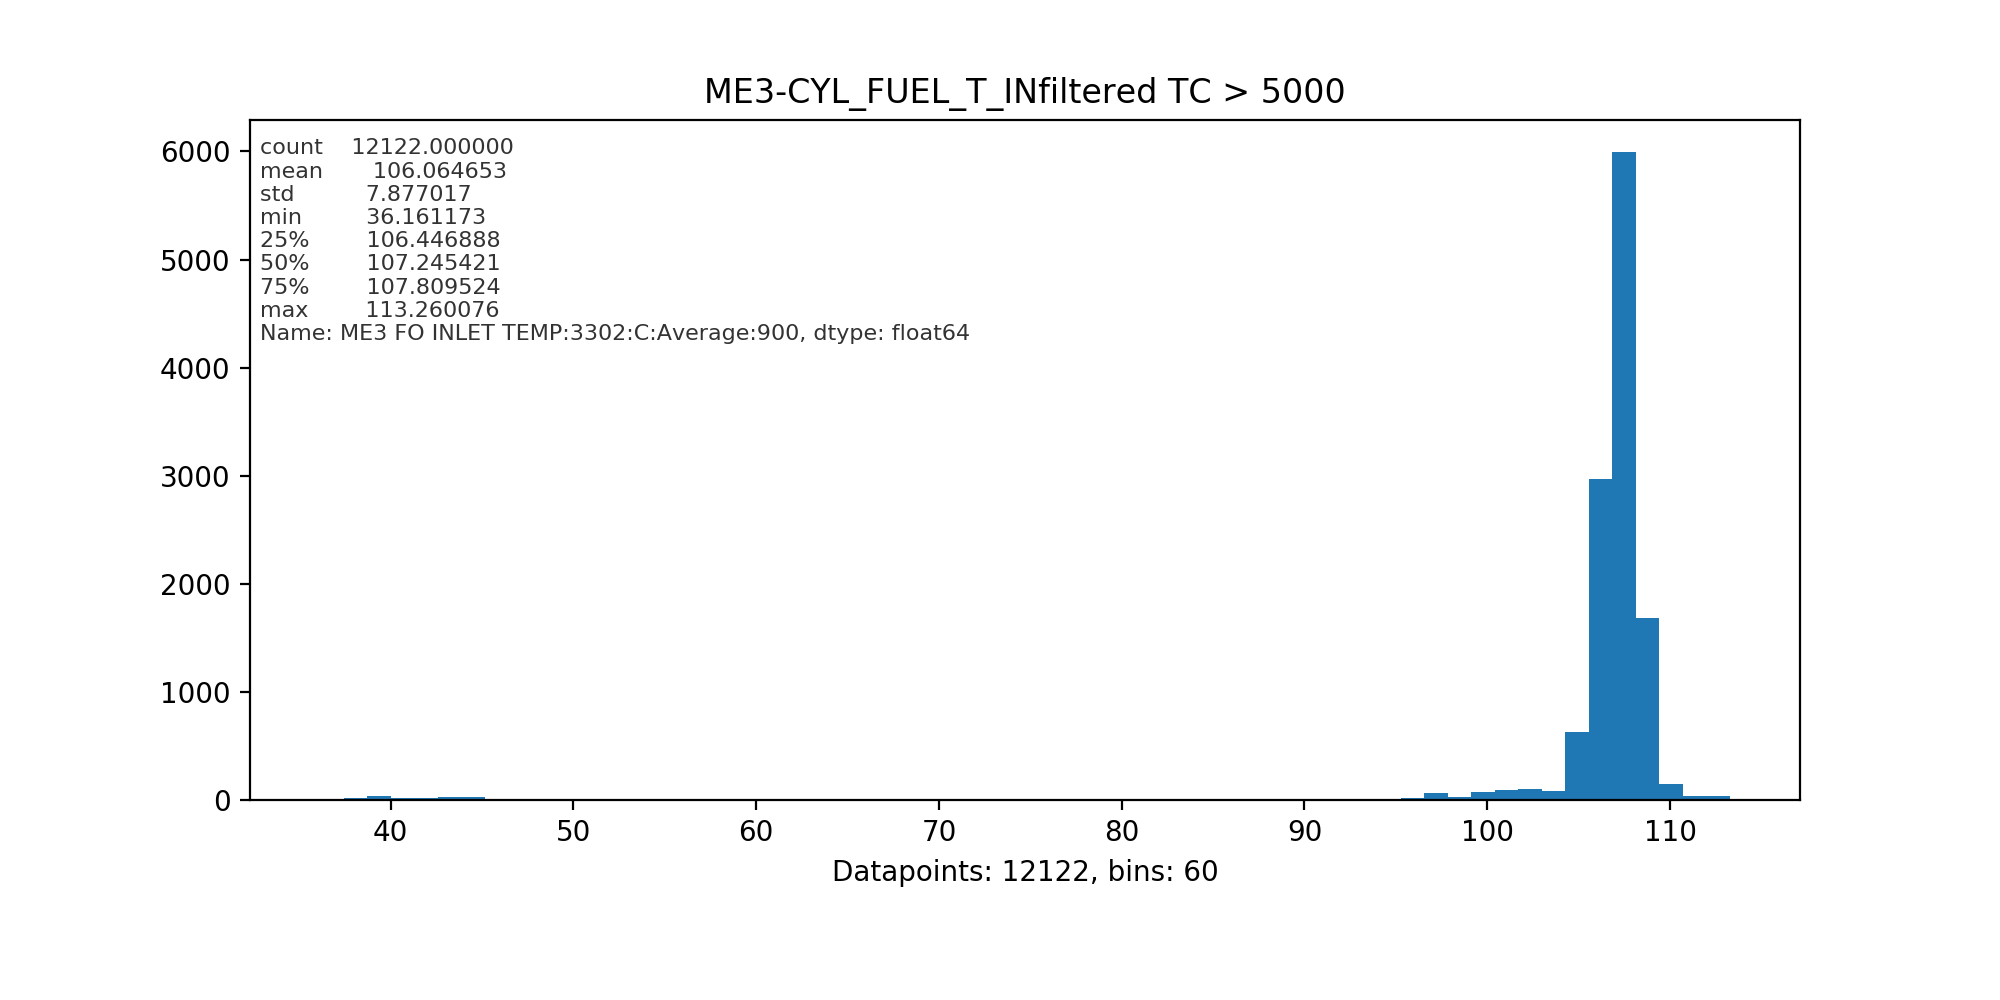 ME3-CYL_FUEL_T_INfiltered TC > 5000
6000
5000
4000
3000
2000
1000
0
count 12122.000000
mean 106.064653
std 7.877017
min 36.161173
25% 106.446888
50% 107.245421
75% 107.809524
max 113.260076
Name: ME3 FO INLET TEMP:3302:C:Average:900, dtype: float64
40 50 60 70 80 90 100 110
Datapoints: 12122, bins: 60